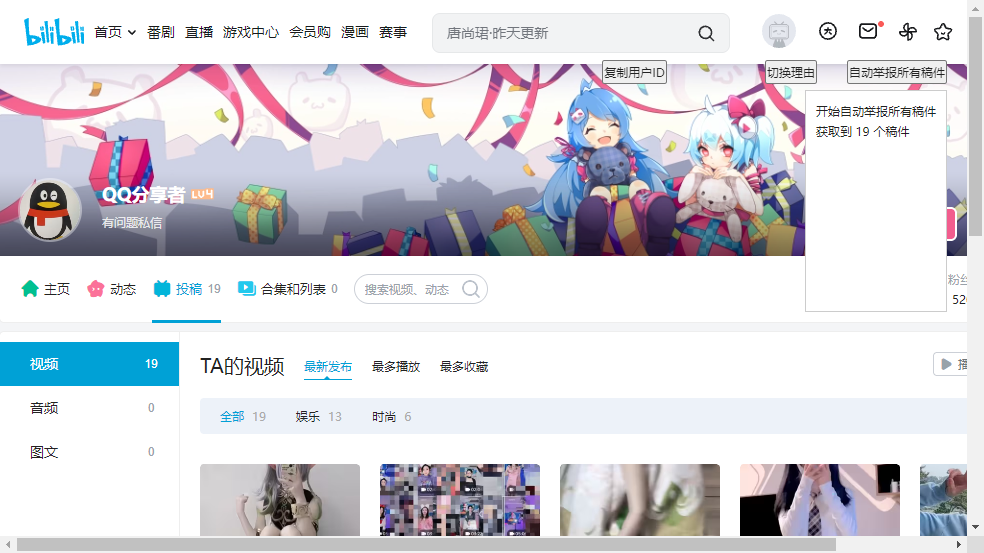 bilibili 首页 番剧 直播 游戏中心 会员购 漫画 赛事 唐尚珺·昨天更新
复制用户ID 切换理由 自动举报所有稿件
开始自动举报所有稿件
获取到 19 个稿件
QQ分享者 LV4
有问题私信
主页 动态 投稿 19 合集和列表 0 搜索视频、动态 粉丝
520
视频 19
音频 0
图文 0
TA的视频 最新发布 最多播放 最多收藏 播
全部 19 娱乐 13 时尚 6